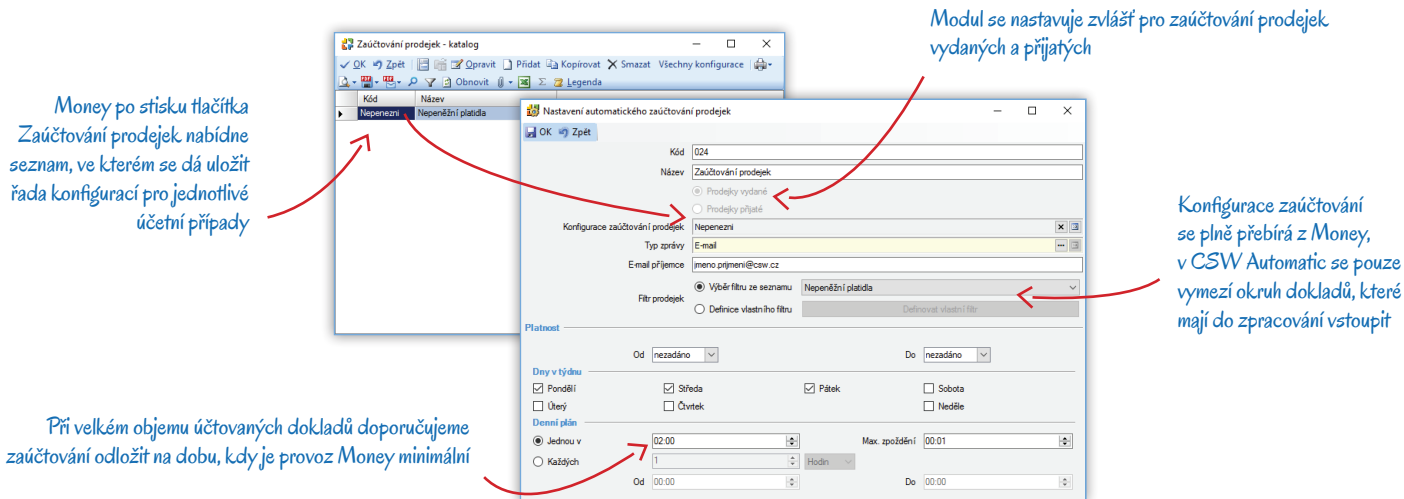 Modul se nastavuje zvlášť pro zaúčtování prodejek
vydaných a přijatých
Money po stisku tlačítka
Zaúčtování prodejek nabídne
seznam, ve kterém se dá uložit
řada konfigurací pro jednotlivé
účetní případy
Zaúčtování prodejek - katalog
OK Zpět Opravit Přidat Kopírovat Smazat Všechny konfigurace
Obnovit Σ Legenda
Kód Název
Nepenezni Nepeněžní platidla
Nastavení automatického zaúčtování prodejek
OK Zpět
Kód 024
Název Zaúčtování prodejek
Prodejky vydané
Prodejky přijaté
Konfigurace zaúčtování prodejek Nepenezni
Typ zprávy E-mail
E-mail příjemce jmeno.prijmeni@csw.cz
Filtr prodejek
Výběr filtru ze seznamu Nepeněžní platidla
Definice vlastního filtru Definovat vlastní filtr
Platnost
Od nezadáno Do nezadáno
Dny v týdnu
Pondělí Středa Pátek Sobota
Úterý Čtvrtek Neděle
Denní plán
Jednou v 02:00 Max. zpoždění 00:01
Každých 1 Hodin
Od 00:00 Do 00:00
Konfigurace zaúčtování
se plně přebírá z Money,
v CSW Automatic se pouze
vymezí okruh dokladů, které
mají do zpracování vstoupit
Při velkém objemu účtovaných dokladů doporučujeme
zaúčtování odložit na dobu, kdy je provoz Money minimální